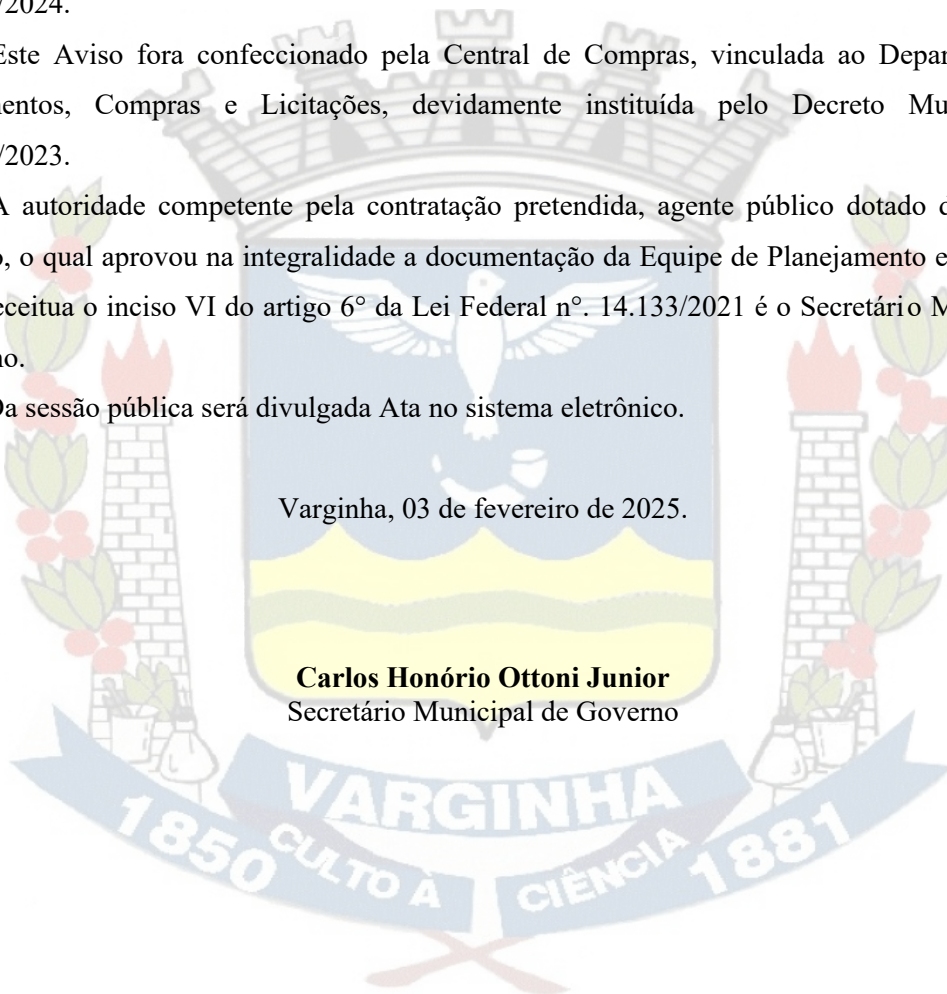 /2024.
Este Aviso fora confeccionado pela Central de Compras, vinculada ao Depar
mentos, Compras e Licitações, devidamente instituída pelo Decreto Mu
/2023.
A autoridade competente pela contratação pretendida, agente público dotado d
o, o qual aprovou na integralidade a documentação da Equipe de Planejamento e
eceitua o inciso VI do artigo 6° da Lei Federal n°. 14.133/2021 é o Secretário M
no.
Da sessão pública será divulgada Ata no sistema eletrônico.
Varginha, 03 de fevereiro de 2025.
Carlos Honório Ottoni Junior
Secretário Municipal de Governo
VARGINHA
1850 CULTO À CIÊNCIA 1881